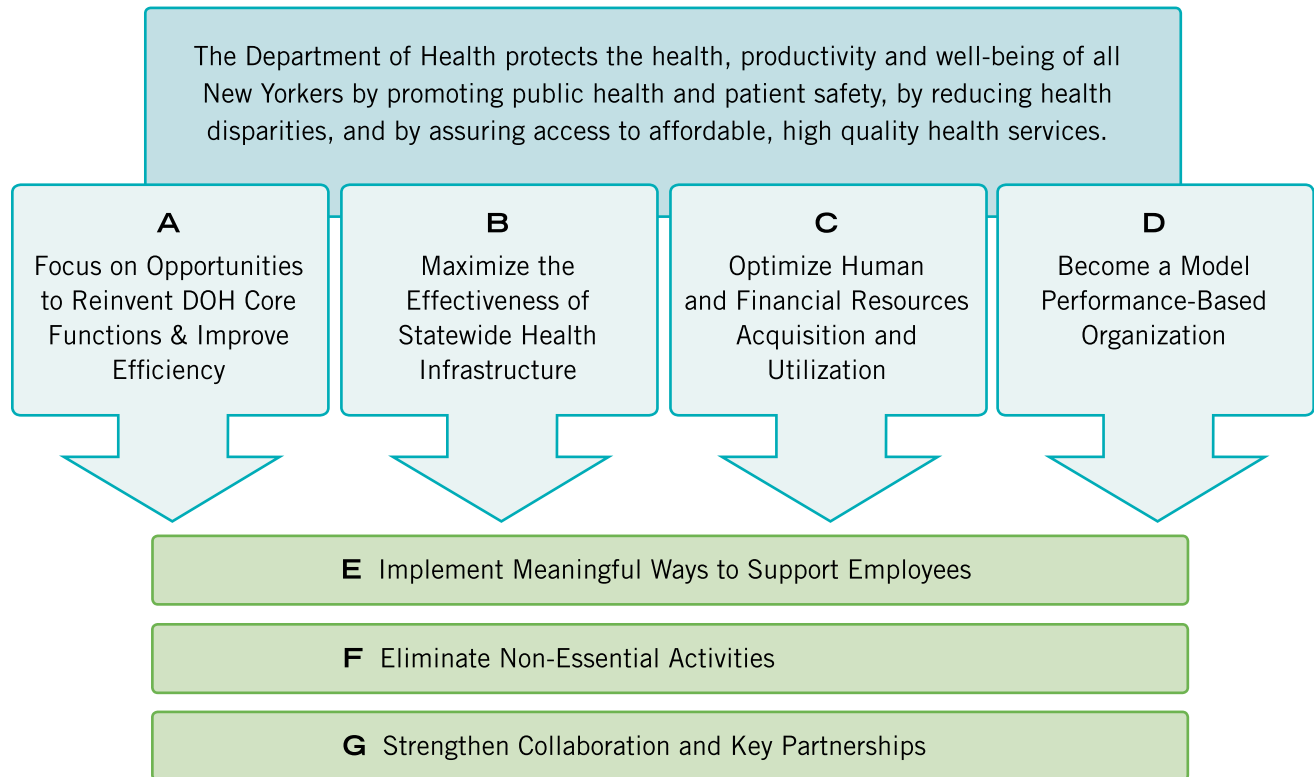 The Department of Health protects the health, productivity and well-being of all
New Yorkers by promoting public health and patient safety, by reducing health
disparities, and by assuring access to affordable, high quality health services.
A
Focus on Opportunities
to Reinvent DOH Core
Functions & Improve
Efficiency
B
Maximize the
Effectiveness of
Statewide Health
Infrastructure
C
Optimize Human
and Financial Resources
Acquisition and
Utilization
D
Become a Model
Performance-Based
Organization
E Implement Meaningful Ways to Support Employees
F Eliminate Non-Essential Activities
G Strengthen Collaboration and Key Partnerships